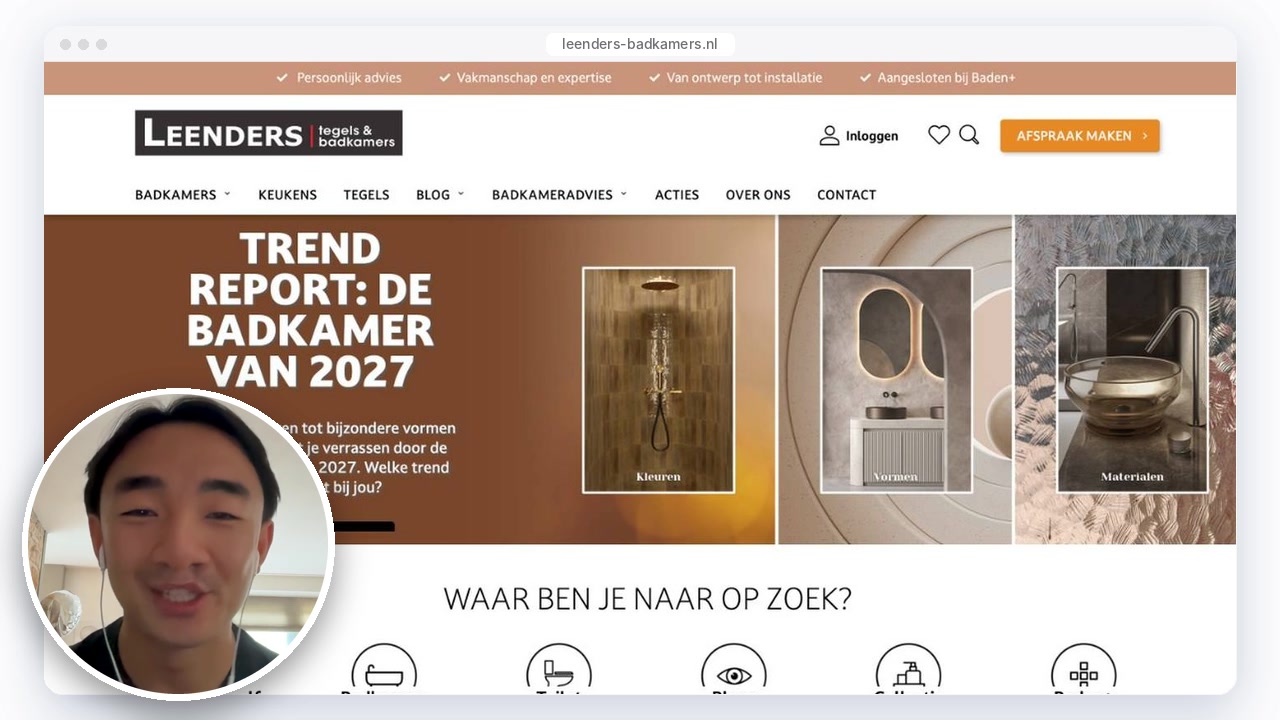 leenders-badkamers.nl
Persoonlijk advies Vakmanschap en expertise Van ontwerp tot installatie Aangesloten bij Baden+
LEENDERS tegels & badkamers
Inloggen AFSPRAAK MAKEN
BADKAMERS KEUKENS TEGELS BLOG BADKAMERADVIES ACTIES OVER ONS CONTACT
TREND
REPORT: DE
BADKAMER
VAN 2027
tot bijzondere vormen
je verrassen door de
2027. Welke trend
bij jou?
Kleuren
Vormen
Materialen
WAAR BEN JE NAAR OP ZOEK?